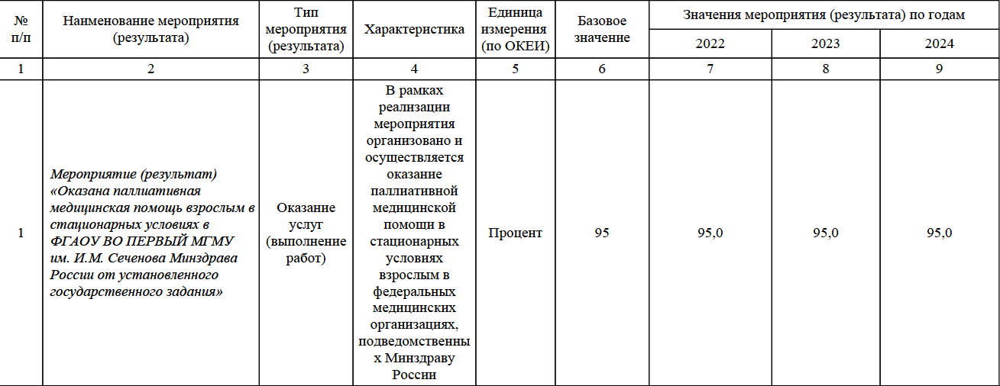 №
п/п
Наименование мероприятия
(результата)
Тип
мероприятия
(результата)
Характеристика
Единица
измерения
(по ОКЕИ)
Базовое
значение
Значения мероприятия (результата) по годам
2022
2023
2024
1
2
3
4
5
6
7
8
9
1
Мероприятие (результат)
«Оказана паллиативная
медицинская помощь взрослым в
стационарных условиях в
ФГАОУ ВО ПЕРВЫЙ МГМУ
им. И.М. Сеченова Минздрава
России от установленного
государственного задания»
Оказание
услуг
(выполнение
работ)
В рамках
реализации
мероприятия
организовано и
осуществляется
оказание
паллиативной
медицинской
помощи в
стационарных
условиях
взрослым в
федеральных
медицинских
организациях,
подведомственны
х Минздраву
России
Процент
95
95,0
95,0
95,0